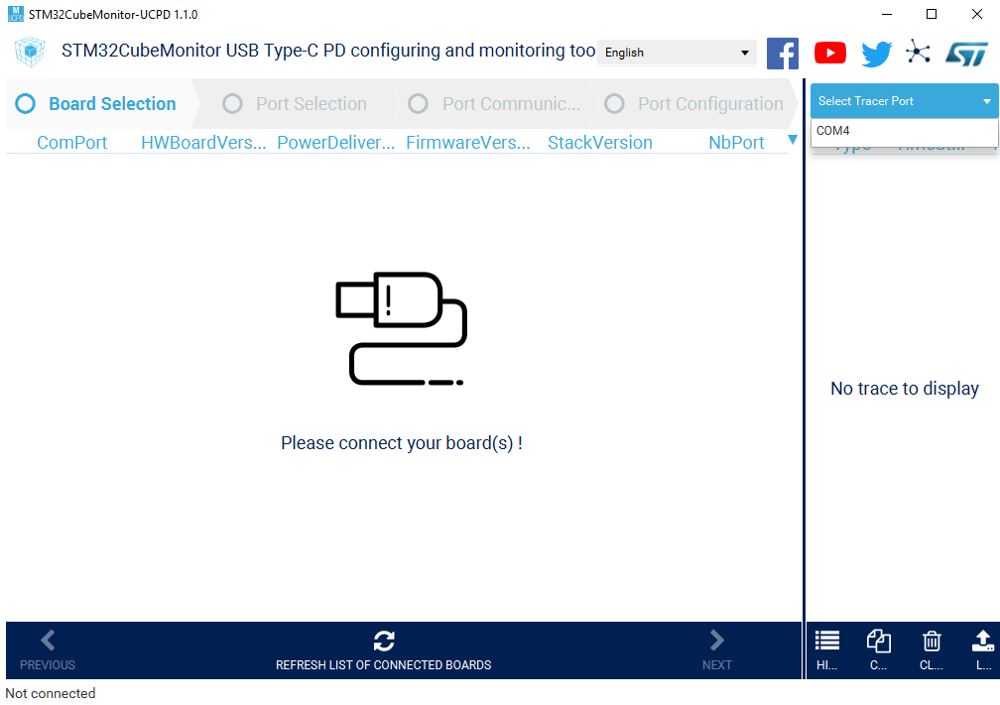 STM32CubeMonitor-UCPD 1.1.0
STM32CubeMonitor USB Type-C PD configuring and monitoring too
English
Board Selection
Port Selection
Port Communic...
Port Configuration
Select Tracer Port
COM4
ComPort
HWBoardVers...
PowerDeliver...
FirmwareVers...
StackVersion
NbPort
Type
Please connect your board(s) !
No trace to display
PREVIOUS
REFRESH LIST OF CONNECTED BOARDS
NEXT
HI...
C...
CL...
L...
Not connected